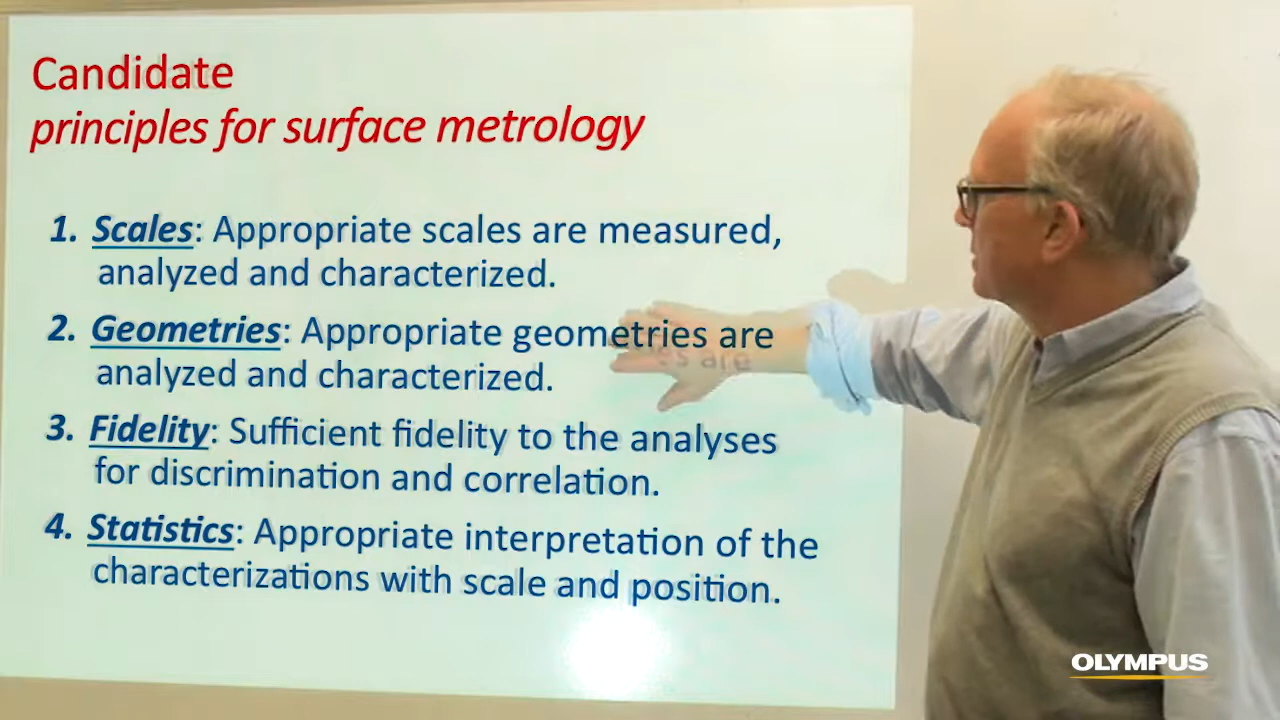 Candidate
principles for surface metrology
1. Scales: Appropriate scales are measured,
analyzed and characterized.
2. Geometries: Appropriate geometries are
analyzed and characterized.
3. Fidelity: Sufficient fidelity to the analyses
for discrimination and correlation.
4. Statistics: Appropriate interpretation of the
characterizations with scale and position.
OLYMPUS